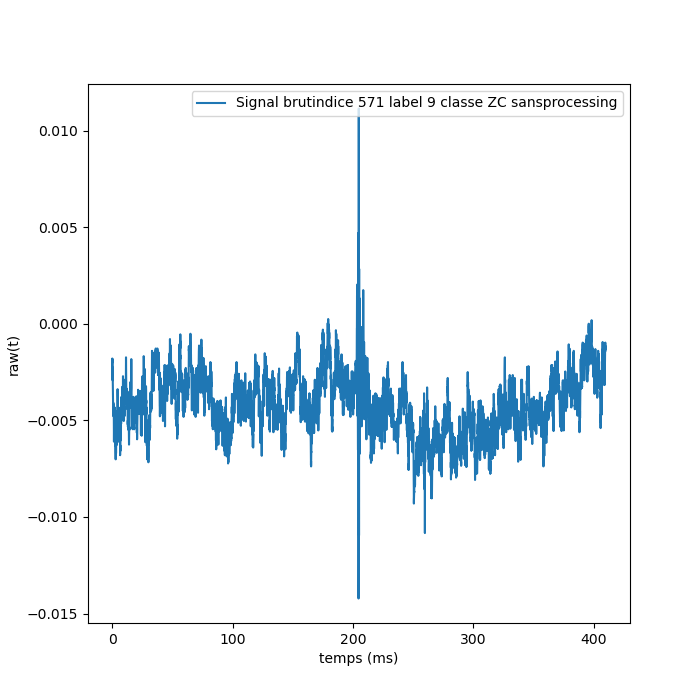 Signal brutindice 571 label 9 classe ZC sansprocessing
0.010
0.005
0.000
−0.005
−0.010
−0.015
raw(t)
0 100 200 300 400
temps (ms)